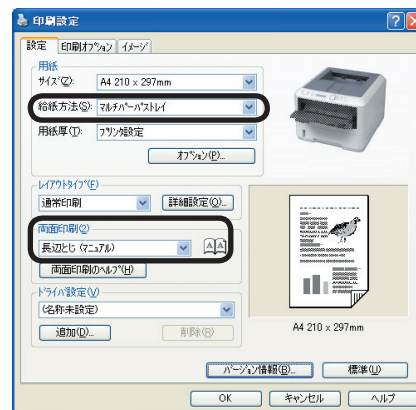 印刷設定
設定 印刷ｵﾌﾟｼｮﾝ ｲﾒｰｼﾞ
用紙
ｻｲｽﾞ(Z): A4 210 x 297mm
給紙方法(S): ﾏﾙﾁﾊﾟｰﾊﾟｽﾄﾚｲ
用紙厚(T): ﾌﾟﾘﾝﾀ設定
ｵﾌﾟｼｮﾝ(P)...
ﾚｲｱｳﾄﾀｲﾌﾟ(F)
通常印刷 詳細設定(O)...
両面印刷(2)
長辺とじ (ﾏﾆｭｱﾙ)
両面印刷のﾍﾙﾌﾟ(H)
ﾄﾞﾗｲﾊﾞ設定(V)
(名称未設定)
追加(D)... 削除(R)
A4 210 x 297mm
ﾊﾞｰｼﾞｮﾝ情報(B)... 標準(U)
OK キャンセル ヘルプ